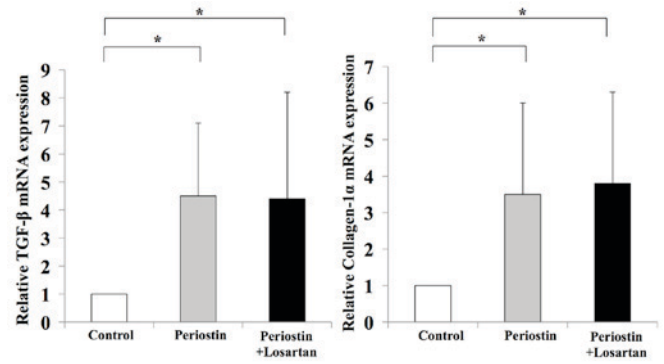 *
*
Relative TGF-β mRNA expression
9
8
7
6
5
4
3
2
1
0
Control
Periostin
Periostin
+Losartan
*
*
Relative Collagen-1α mRNA expression
7
6
5
4
3
2
1
0
Control
Periostin
Periostin
+Losartan